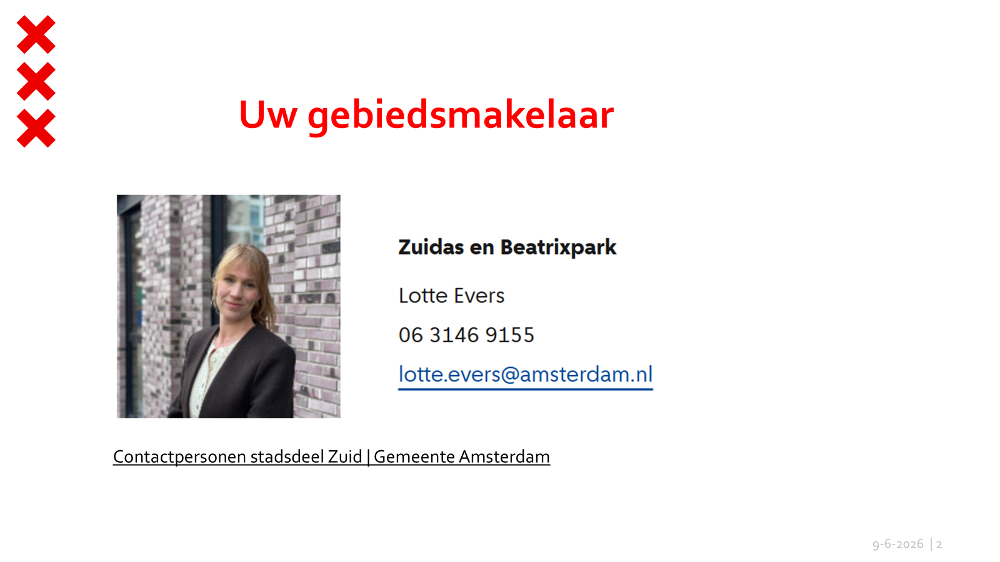 Uw gebiedsmakelaar
Zuidas en Beatrixpark
Lotte Evers
06 3146 9155
lotte.evers@amsterdam.nl
Contactpersonen stadsdeel Zuid | Gemeente Amsterdam
9-6-2026 | 2